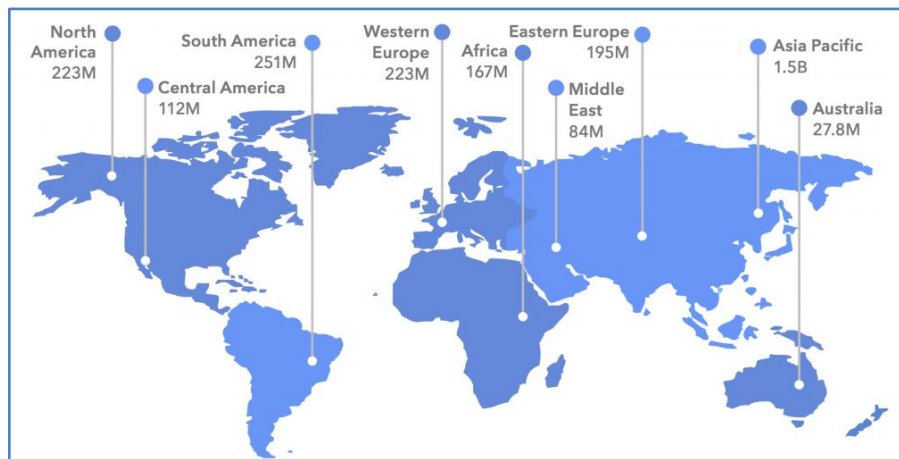 North
America
223M
Central America
112M
South America
251M
Western
Europe
223M
Africa
167M
Eastern Europe
195M
Middle
East
84M
Asia Pacific
1.5B
Australia
27.8M